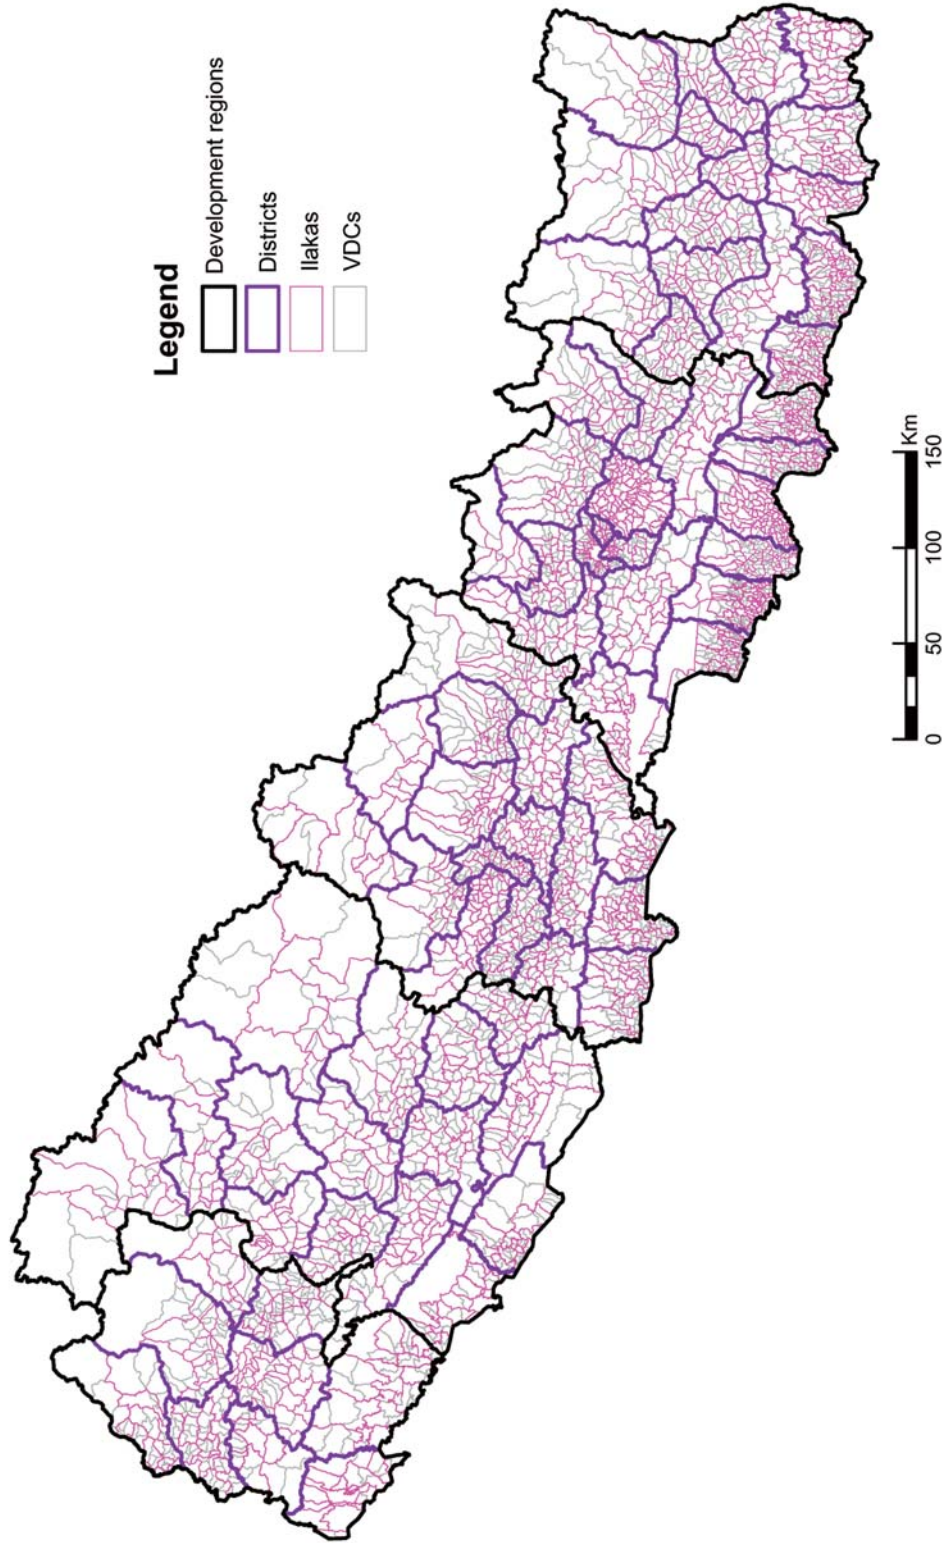 Legend
Development regions
Districts
Ilakas
VDCs
Km
0 50 100 150